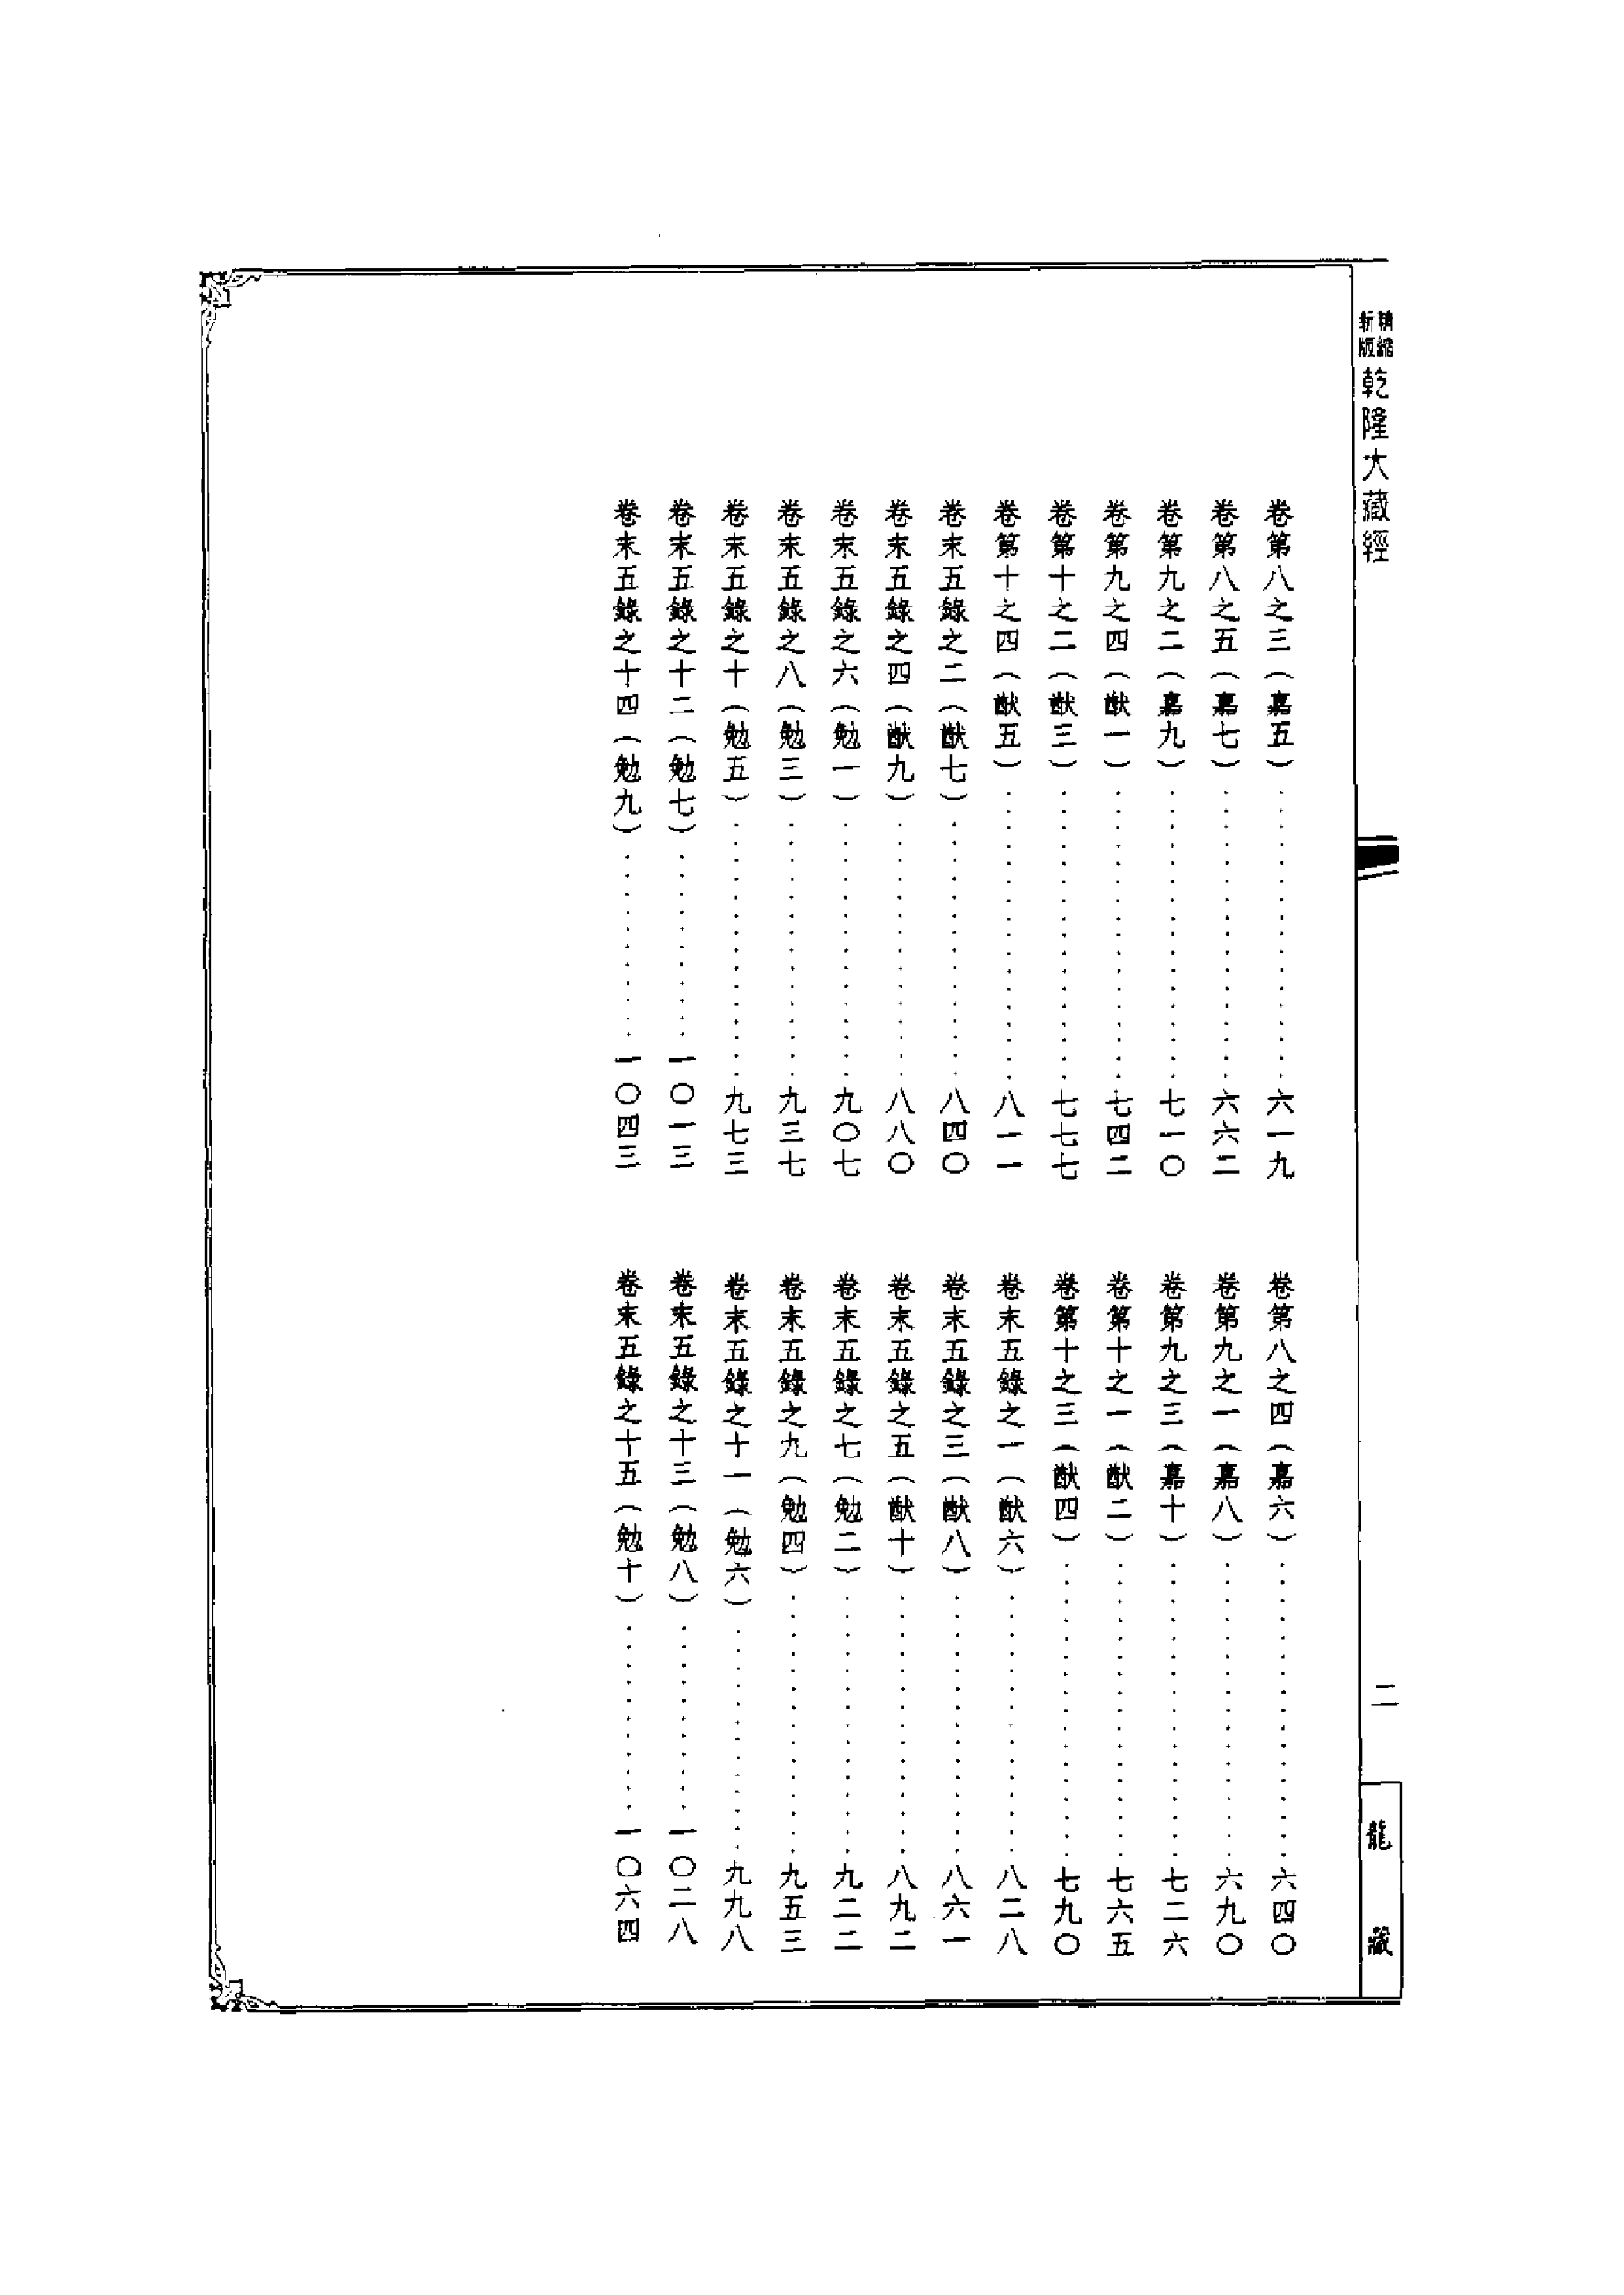 精縮
新版
乾隆大藏經
二
龍藏
卷第八之三（嘉五）……六一九
卷第八之五（嘉七）……六六二
卷第九之二（嘉九）……七一〇
卷第九之四（猷一）……七四二
卷第十之二（猷三）……七七七
卷第十之四（猷五）……八一一
卷末五錄之二（猷七）……八四〇
卷末五錄之四（猷九）……八八〇
卷末五錄之六（勉一）……九〇七
卷末五錄之八（勉三）……九三七
卷末五錄之十（勉五）……九七三
卷末五錄之十二（勉七）……一〇一三
卷末五錄之十四（勉九）……一〇四三
卷第八之四（嘉六）……六四〇
卷第九之一（嘉八）……六九〇
卷第九之三（嘉十）……七二六
卷第十之一（猷二）……七六五
卷第十之三（猷四）……七九〇
卷末五錄之一（猷六）……八二八
卷末五錄之三（猷八）……八六一
卷末五錄之五（猷十）……八九二
卷末五錄之七（勉二）……九二二
卷末五錄之九（勉四）……九五三
卷末五錄之十一（勉六）……九九八
卷末五錄之十三（勉八）……一〇二八
卷末五錄之十五（勉十）……一〇六四